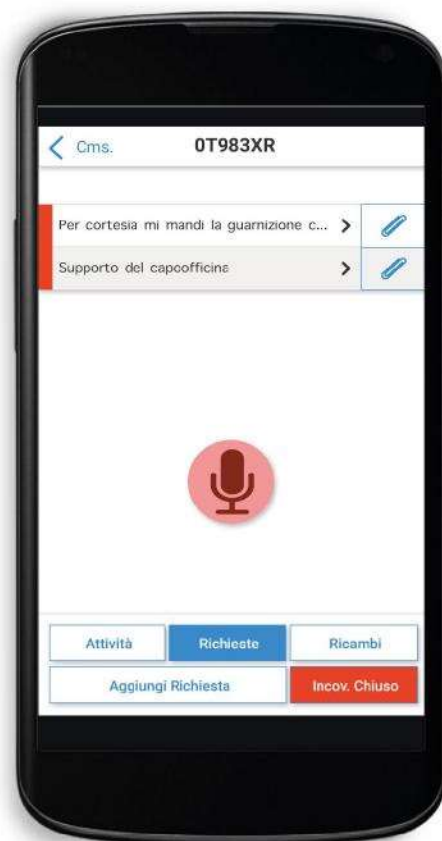 Cms.
0T983XR
Per cortesia mi mandi la guarnizione c...
Supporto del capoofficina
Attività
Richieste
Ricambi
Aggiungi Richiesta
Incov. Chiuso